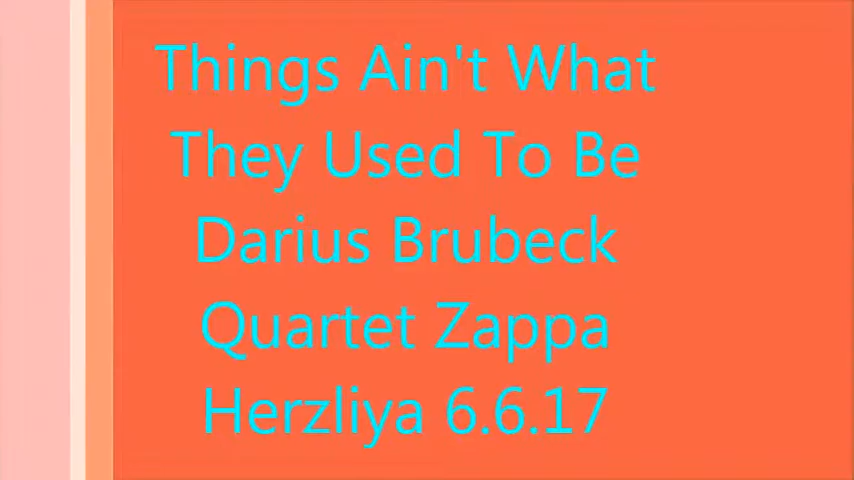 Things Ain't What
They Used To Be
Darius Brubeck
Quartet Zappa
Herzliya 6.6.17